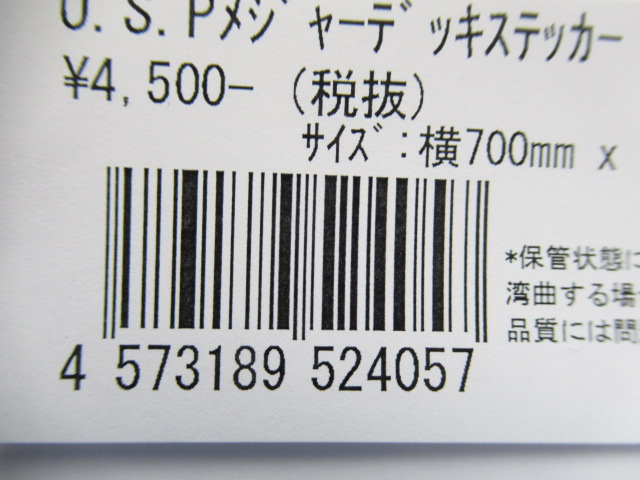 U.S.Pメジャーデッキステッカー
¥4,500-（税抜）
サイズ：横700mm x
*保管状態に
湾曲する場
品質には問
4 573189 524057